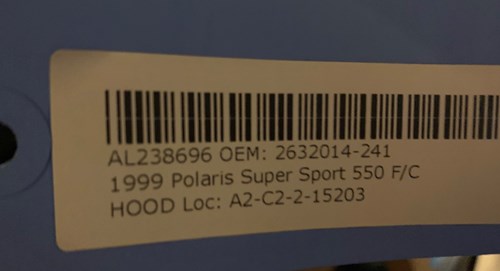 AL238696 OEM: 2632014-241
1999 Polaris Super Sport 550 F/C
HOOD Loc: A2-C2-2-15203